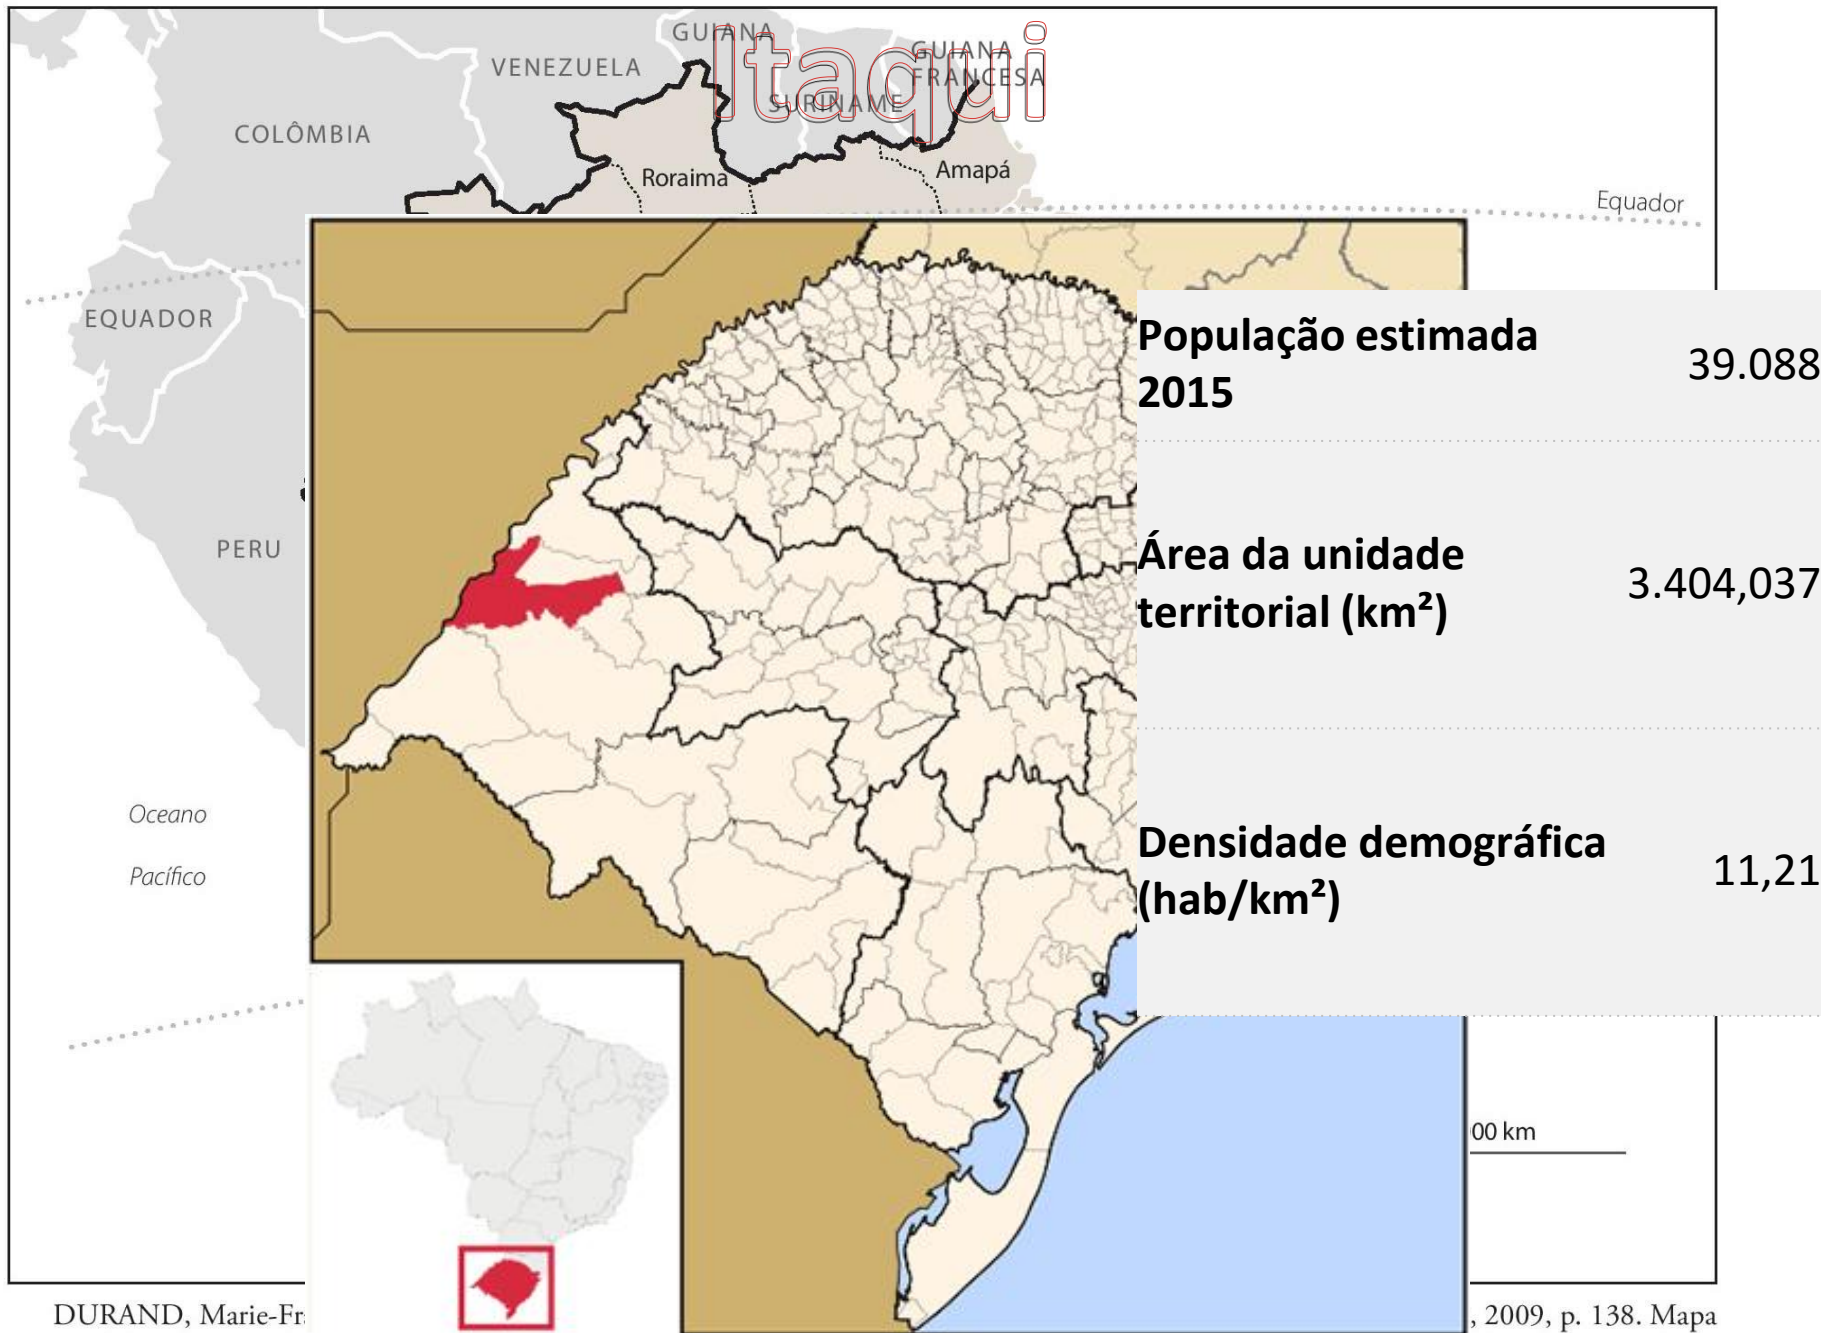 Itaqui
GUIANA
GUIANA
FRANCESA
VENEZUELA
SURINAME
COLÔMBIA
Roraima
Amapá
Equador
EQUADOR
PERU
Oceano
Pacífico
População estimada
2015
39.088
Área da unidade
territorial (km²)
3.404,037
Densidade demográfica
(hab/km²)
11,21
00 km
DURAND, Marie-Fr
, 2009, p. 138. Mapa